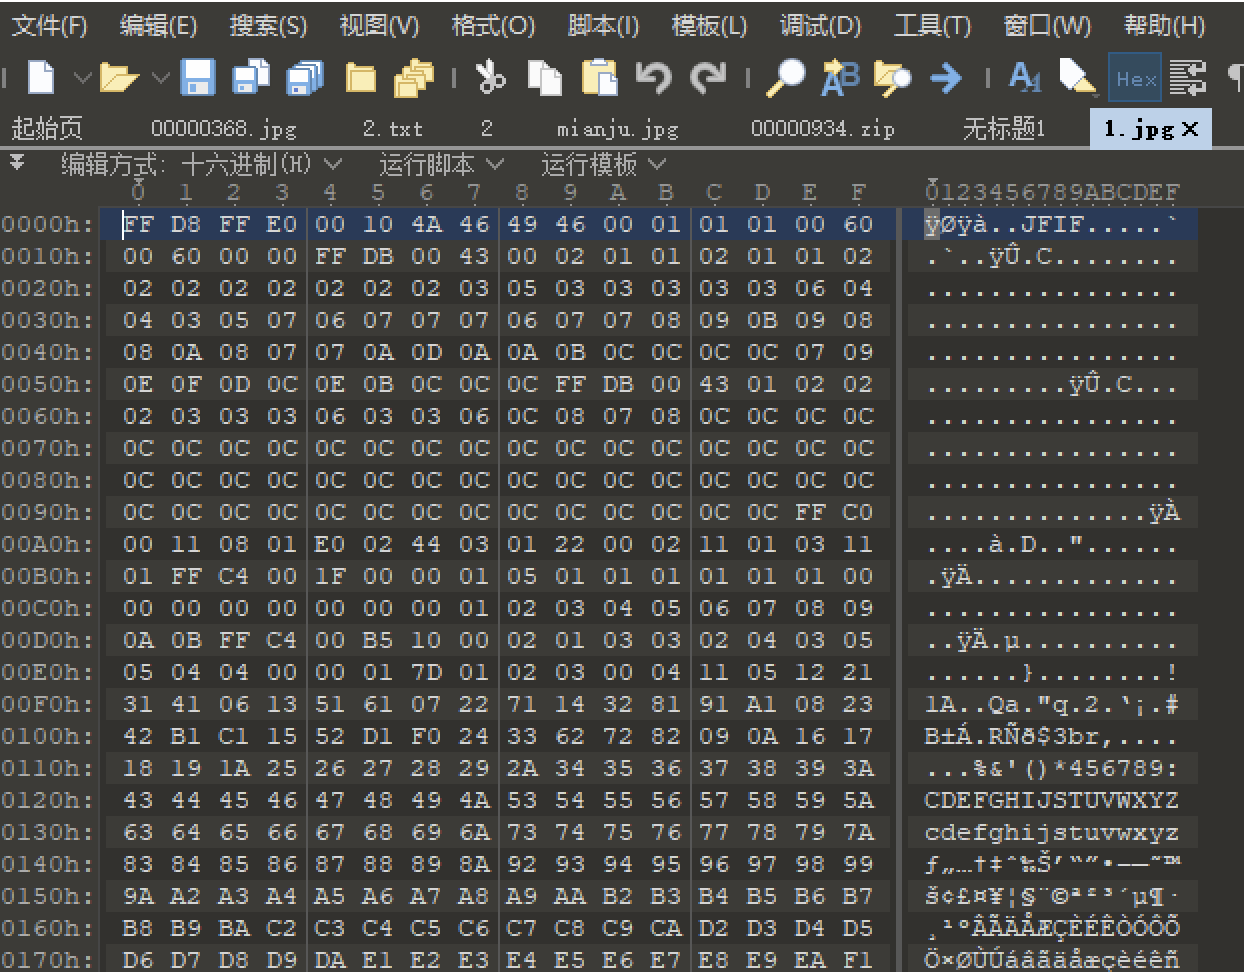 文件(F) 编辑(E) 搜索(S) 视图(V) 格式(O) 脚本(I) 模板(L) 调试(D) 工具(T) 窗口(W) 帮助(H)
Hex
起始页 00000368.jpg 2.txt 2 mianju.jpg 00000934.zip 无标题1 1.jpg
编辑方式: 十六进制(H) 运行脚本 运行模板
0 1 2 3 4 5 6 7 8 9 A B C D E F 0123456789ABCDEF
0000h: FF D8 FF E0 00 10 4A 46 49 46 00 01 01 01 00 60 ÿØÿà..JFIF.....`
0010h: 00 60 00 00 FF DB 00 43 00 02 01 01 02 01 01 02 .`..ÿÛ.C........
0020h: 02 02 02 02 02 02 02 03 05 03 03 03 03 03 06 04 ................
0030h: 04 03 05 07 06 07 07 07 06 07 07 08 09 0B 09 08 ................
0040h: 08 0A 08 07 07 0A 0D 0A 0A 0B 0C 0C 0C 0C 07 09 ................
0050h: 0E 0F 0D 0C 0E 0B 0C 0C 0C FF DB 00 43 01 02 02 .........ÿÛ.C...
0060h: 02 03 03 03 06 03 03 06 0C 08 07 08 0C 0C 0C 0C ................
0070h: 0C 0C 0C 0C 0C 0C 0C 0C 0C 0C 0C 0C 0C 0C 0C 0C ................
0080h: 0C 0C 0C 0C 0C 0C 0C 0C 0C 0C 0C 0C 0C 0C 0C 0C ................
0090h: 0C 0C 0C 0C 0C 0C 0C 0C 0C 0C 0C 0C 0C 0C FF C0 ..............ÿÀ
00A0h: 00 11 08 01 E0 02 44 03 01 22 00 02 11 01 03 11 ....à.D.."......
00B0h: 01 FF C4 00 1F 00 00 01 05 01 01 01 01 01 01 00 .ÿÄ.............
00C0h: 00 00 00 00 00 00 00 01 02 03 04 05 06 07 08 09 ................
00D0h: 0A 0B FF C4 00 B5 10 00 02 01 03 03 02 04 03 05 ..ÿÄ.µ..........
00E0h: 05 04 04 00 00 01 7D 01 02 03 00 04 11 05 12 21 ......}........!
00F0h: 31 41 06 13 51 61 07 22 71 14 32 81 91 A1 08 23 1A..Qa."q.2.‘¡.#
0100h: 42 B1 C1 15 52 D1 F0 24 33 62 72 82 09 0A 16 17 B±Á.RÑð$3br‚....
0110h: 18 19 1A 25 26 27 28 29 2A 34 35 36 37 38 39 3A ...%&'()*456789:
0120h: 43 44 45 46 47 48 49 4A 53 54 55 56 57 58 59 5A CDEFGHIJSTUVWXYZ
0130h: 63 64 65 66 67 68 69 6A 73 74 75 76 77 78 79 7A cdefghijstuvwxyz
0140h: 83 84 85 86 87 88 89 8A 92 93 94 95 96 97 98 99 ƒ„…†‡ˆ‰Š’“”•–—˜™
0150h: 9A A2 A3 A4 A5 A6 A7 A8 A9 AA B2 B3 B4 B5 B6 B7 š¢£¤¥¦§¨©ª²³´µ¶·
0160h: B8 B9 BA C2 C3 C4 C5 C6 C7 C8 C9 CA D2 D3 D4 D5 ¸¹ºÂÃÄÅÆÇÈÉÊÒÓÔÕ
0170h: D6 D7 D8 D9 DA E1 E2 E3 E4 E5 E6 E7 E8 E9 EA F1 Ö×ØÙÚáâãäåæçèéêñ